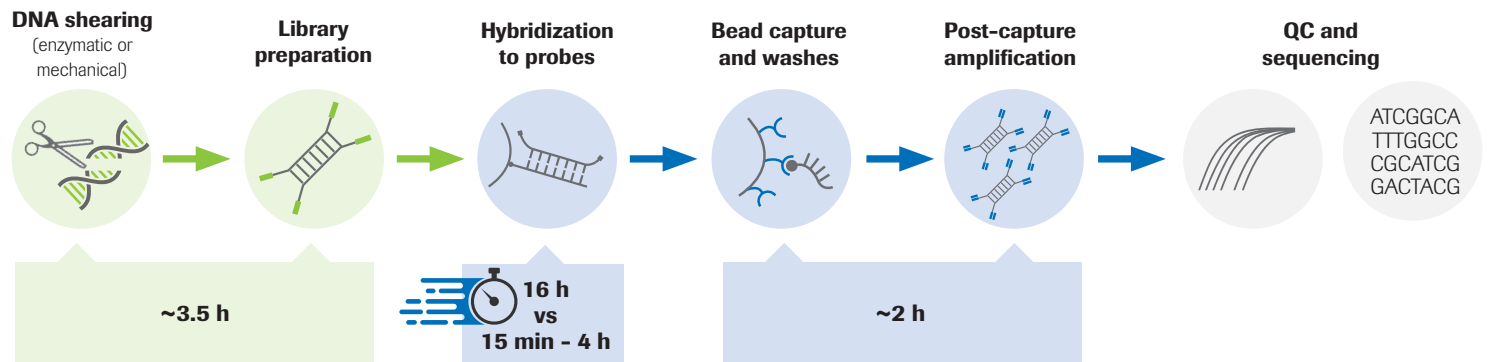 DNA shearing
(enzymatic or
mechanical)
Library
preparation
Hybridization
to probes
Bead capture
and washes
Post-capture
amplification
QC and
sequencing
ATCGGCA
TTTGGCC
CGCATCG
GACTACG
~3.5 h
16 h
vs
15 min - 4 h
~2 h